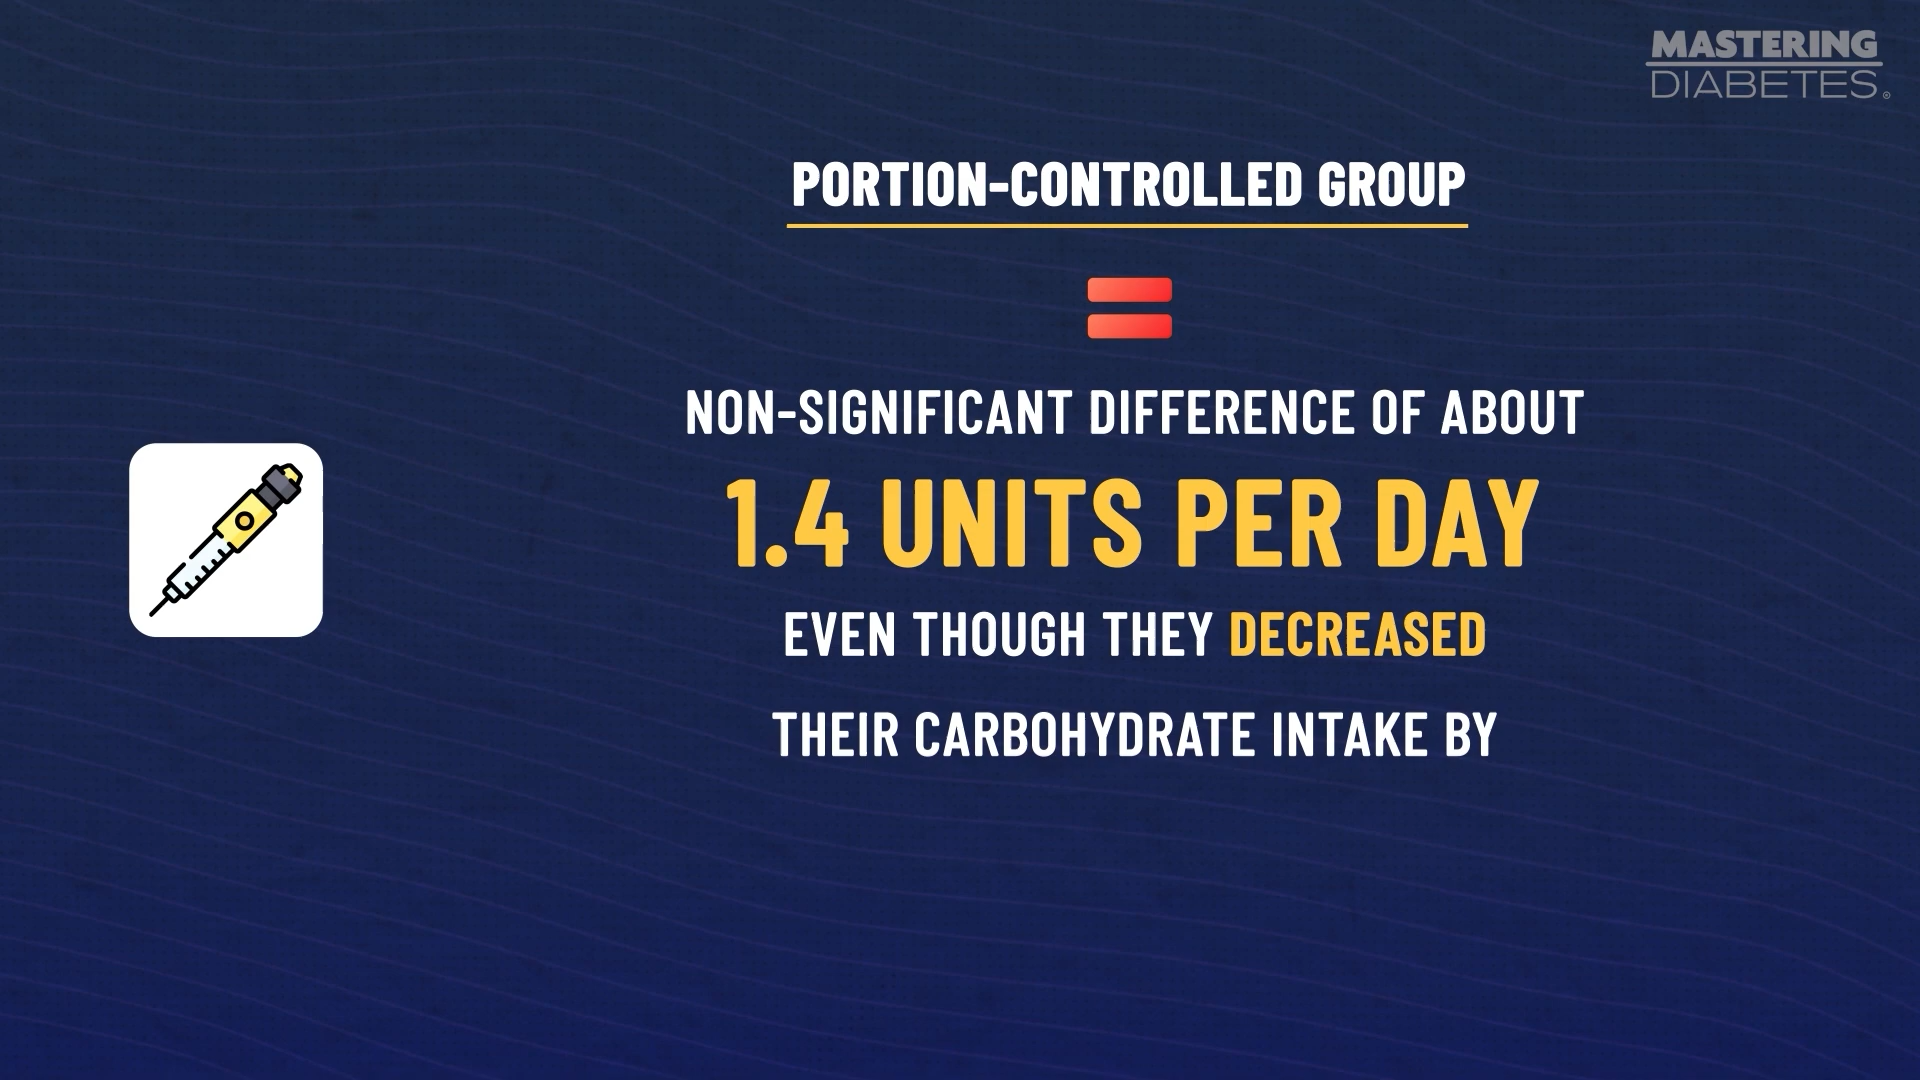 MASTERING
DIABETES®
PORTION-CONTROLLED GROUP
=
NON-SIGNIFICANT DIFFERENCE OF ABOUT
1.4 UNITS PER DAY
EVEN THOUGH THEY DECREASED
THEIR CARBOHYDRATE INTAKE BY